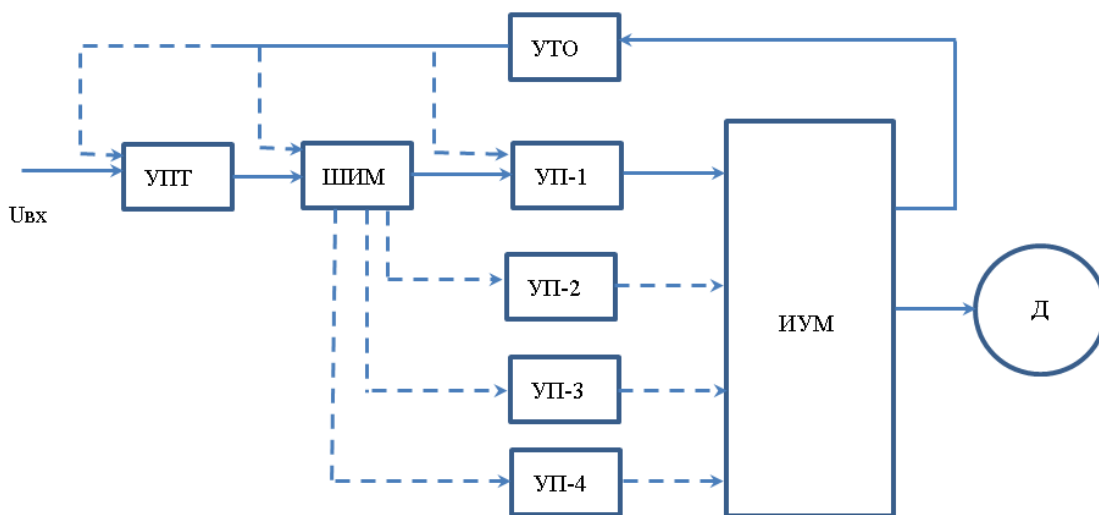 УТО
УПТ
ШИМ
УП-1
Uвх
УП-2
ИУМ
Д
УП-3
УП-4